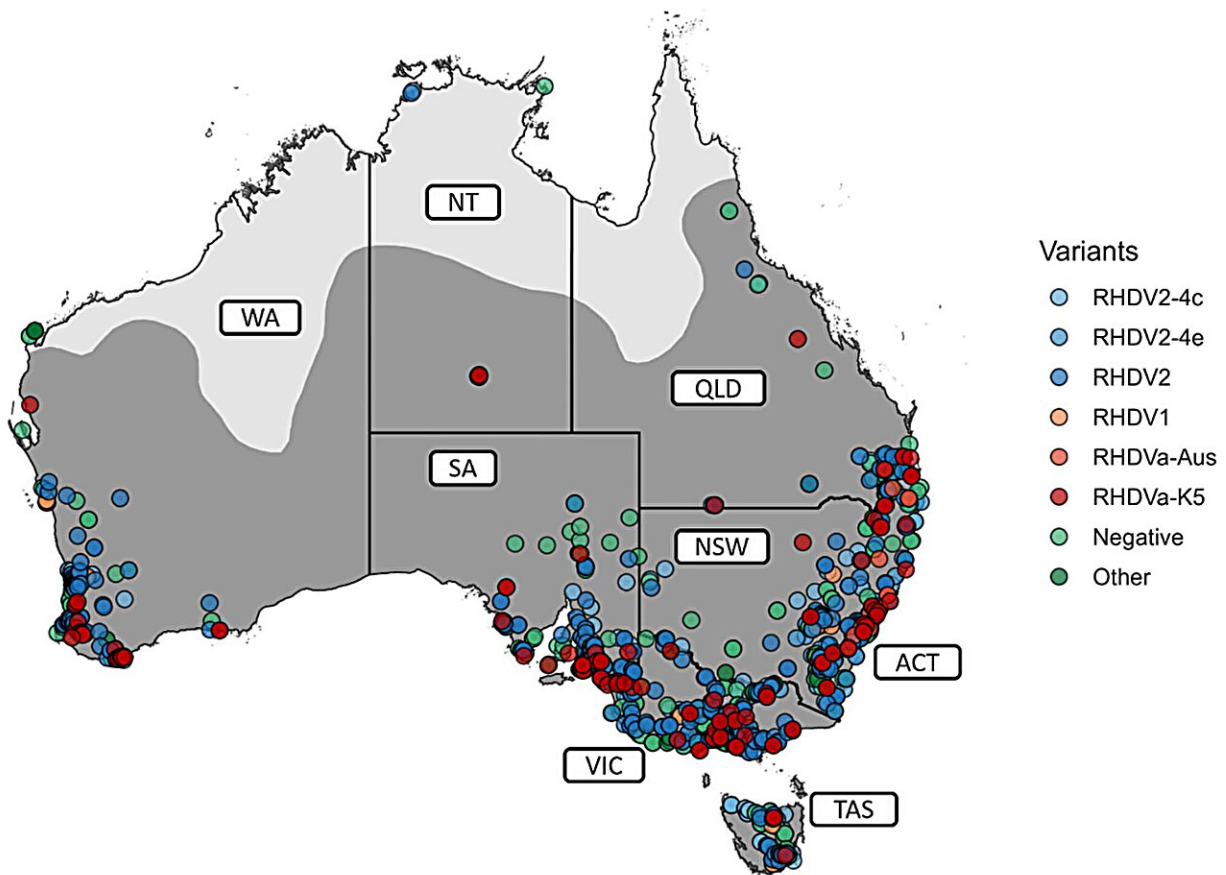 NT
WA
QLD
SA
NSW
ACT
VIC
TAS
Variants
RHDV2-4c
RHDV2-4e
RHDV2
RHDV1
RHDVa-Aus
RHDVa-K5
Negative
Other